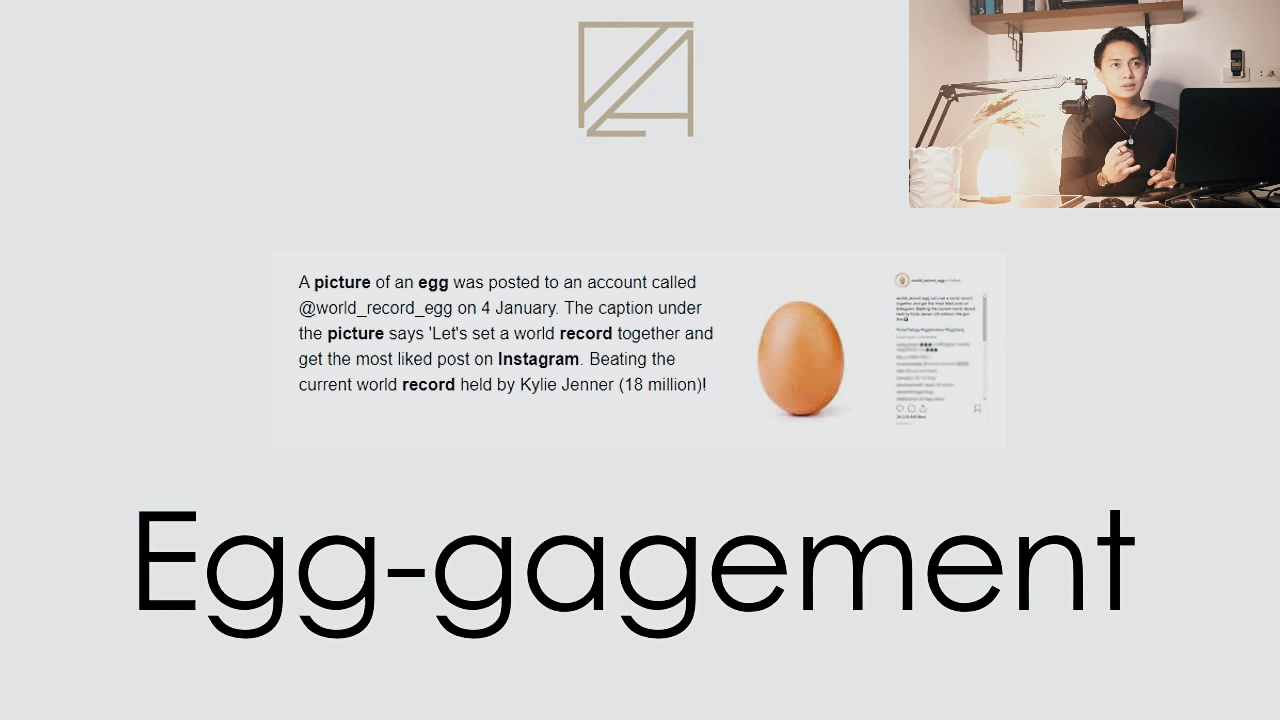 A picture of an egg was posted to an account called
@world_record_egg on 4 January. The caption under
the picture says 'Let's set a world record together and
get the most liked post on Instagram. Beating the
current world record held by Kylie Jenner (18 million)!
world_record_egg
Egg-gagement